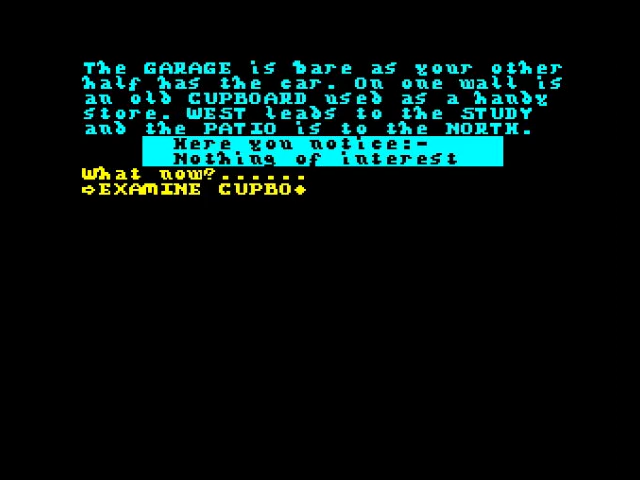 The GARAGE is bare as your other
half has the car. On one wall is
an old CUPBOARD used as a handy
store. WEST leads to the STUDY
and the PATIO is to the NORTH.
Here you notice:-
Nothing of interest
What now?......
⇨EXAMINE CUPBO◆